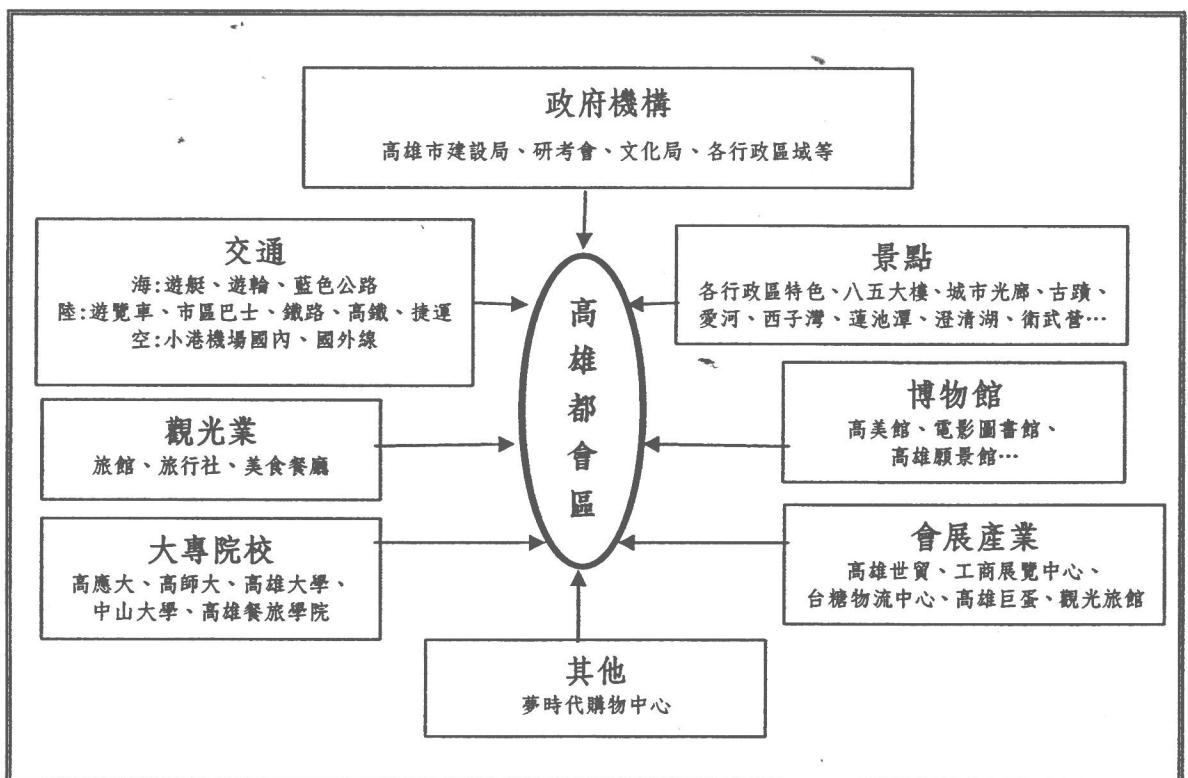 政府機構
高雄市建設局、研考會、文化局、各行政區域等
交通
海:遊艇、遊輪、藍色公路
陸:遊覽車、市區巴士、鐵路、高鐵、捷運
空:小港機場國內、國外線
景點
各行政區特色、八五大樓、城市光廊、古蹟、
愛河、西子灣、蓮池潭、澄清湖、衛武營…
高雄都會區
觀光業
旅館、旅行社、美食餐廳
博物館
高美館、電影圖書館、
高雄願景館…
大專院校
高應大、高師大、高雄大學、
中山大學、高雄餐旅學院
會展產業
高雄世貿、工商展覽中心、
台糖物流中心、高雄巨蛋、觀光旅館
其他
夢時代購物中心